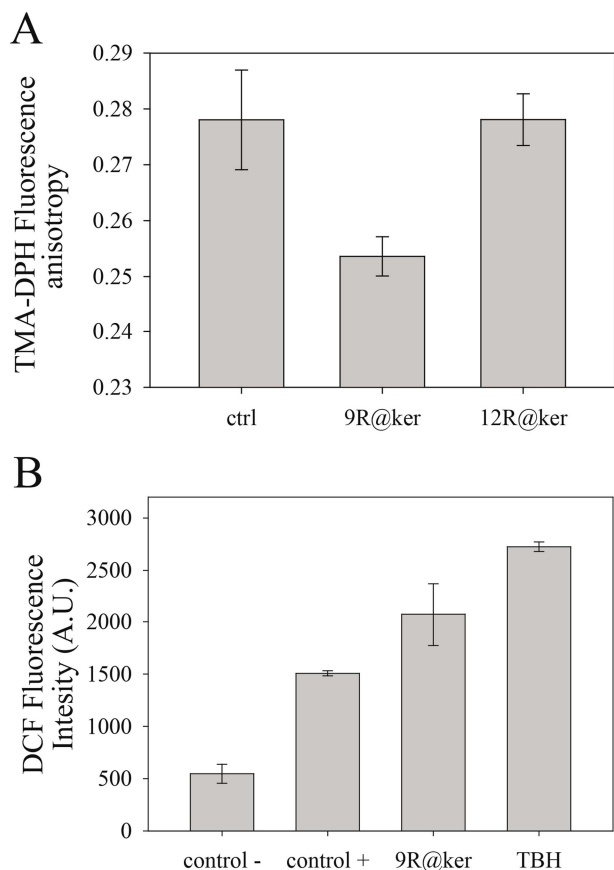 A
TMA-DPH Fluorescence
anisotropy
0.29
0.28
0.27
0.26
0.25
0.24
0.23
ctrl 9R@ker 12R@ker
B
DCF Fluorescence
Intesity (A.U.)
3000
2500
2000
1500
1000
500
0
control - control + 9R@ker TBH